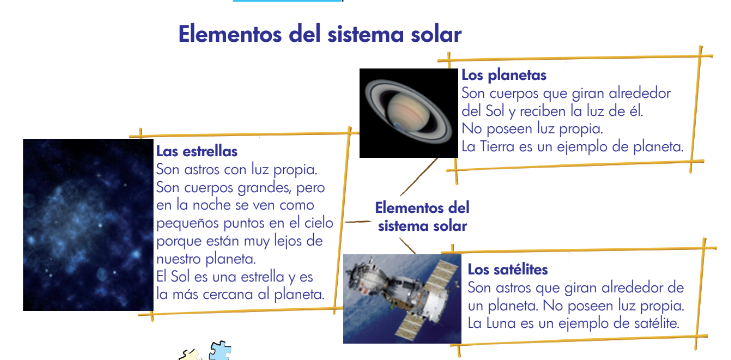 Elementos del sistema solar
Los planetas
Son cuerpos que giran alrededor
del Sol y reciben la luz de él.
No poseen luz propia.
La Tierra es un ejemplo de planeta.
Las estrellas
Son astros con luz propia.
Son cuerpos grandes, pero
en la noche se ven como
pequeños puntos en el cielo
porque están muy lejos de
nuestro planeta.
El Sol es una estrella y es
la más cercana al planeta.
Elementos del
sistema solar
Los satélites
Son astros que giran alrededor de
un planeta. No poseen luz propia.
La Luna es un ejemplo de satélite.